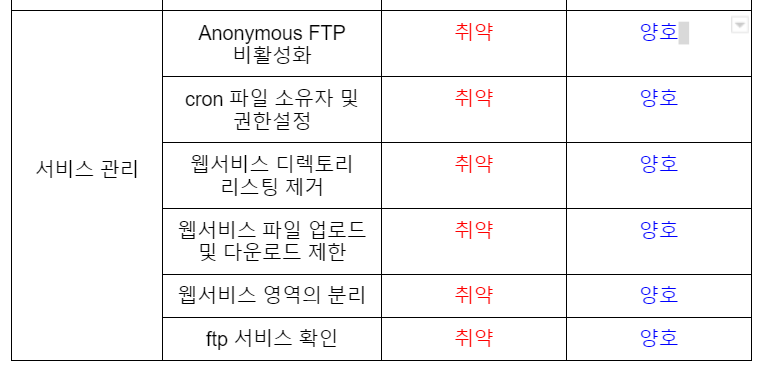 Anonymous FTP
비활성화
취약
양호
cron 파일 소유자 및
권한설정
취약
양호
서비스 관리
웹서비스 디렉토리
리스팅 제거
취약
양호
웹서비스 파일 업로드
및 다운로드 제한
취약
양호
웹서비스 영역의 분리
취약
양호
ftp 서비스 확인
취약
양호